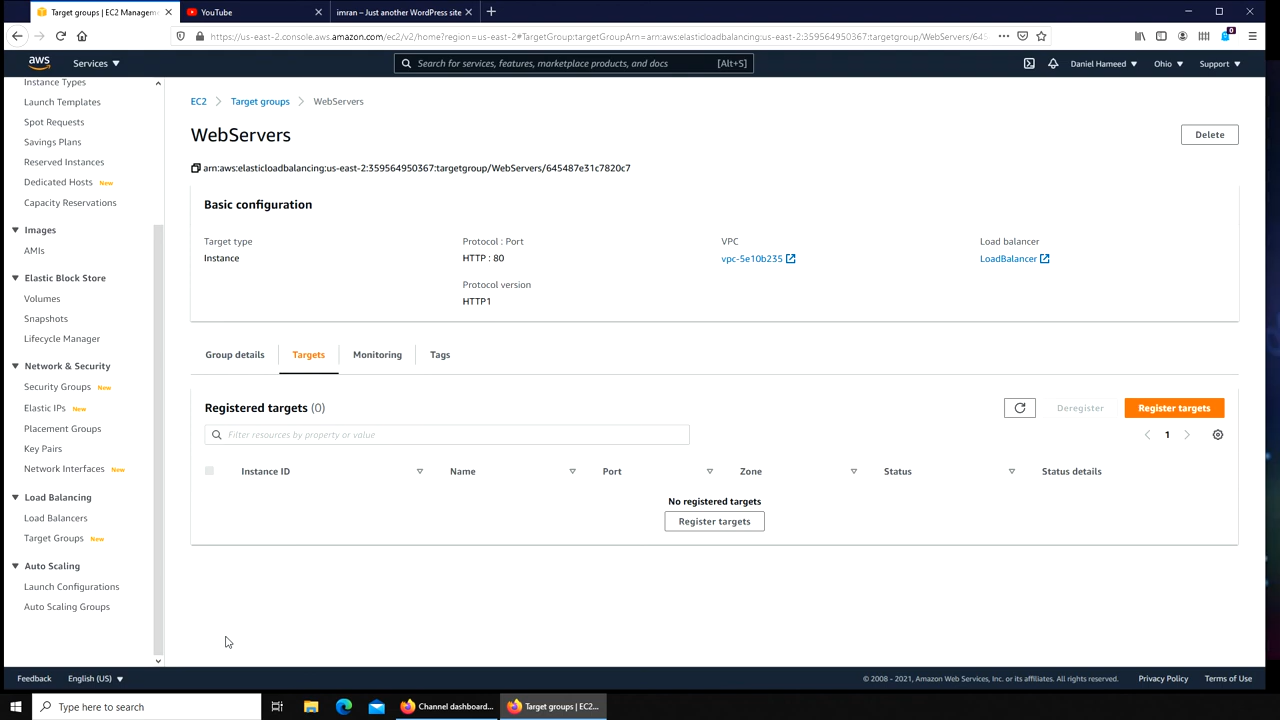 Target groups | EC2 Managem
YouTube
imran – Just another WordPress site
https://us-east-2.console.aws.amazon.com/ec2/v2/home?region=us-east-2#TargetGroup:targetGroupArn=arn:aws:elasticloadbalancing:us-east-2:359564950367:targetgroup/WebServers/645
aws
Services
Search for services, features, marketplace products, and docs
[Alt+S]
Daniel Hameed
Ohio
Support
Instance Types
Launch Templates
Spot Requests
Savings Plans
Reserved Instances
Dedicated Hosts New
Capacity Reservations
Images
AMIs
Elastic Block Store
Volumes
Snapshots
Lifecycle Manager
Network & Security
Security Groups New
Elastic IPs New
Placement Groups
Key Pairs
Network Interfaces New
Load Balancing
Load Balancers
Target Groups New
Auto Scaling
Launch Configurations
Auto Scaling Groups
EC2 > Target groups > WebServers
WebServers
Delete
arn:aws:elasticloadbalancing:us-east-2:359564950367:targetgroup/WebServers/645487e31c7820c7
Basic configuration
Target type
Instance
Protocol : Port
HTTP : 80
VPC
vpc-5e10b235
Load balancer
LoadBalancer
Protocol version
HTTP1
Group details
Targets
Monitoring
Tags
Registered targets (0)
Deregister
Register targets
Filter resources by property or value
1
Instance ID
Name
Port
Zone
Status
Status details
No registered targets
Register targets
Feedback
English (US)
© 2008 - 2021, Amazon Web Services, Inc. or its affiliates. All rights reserved.
Privacy Policy
Terms of Use
Type here to search
Channel dashboard...
Target groups | EC2...